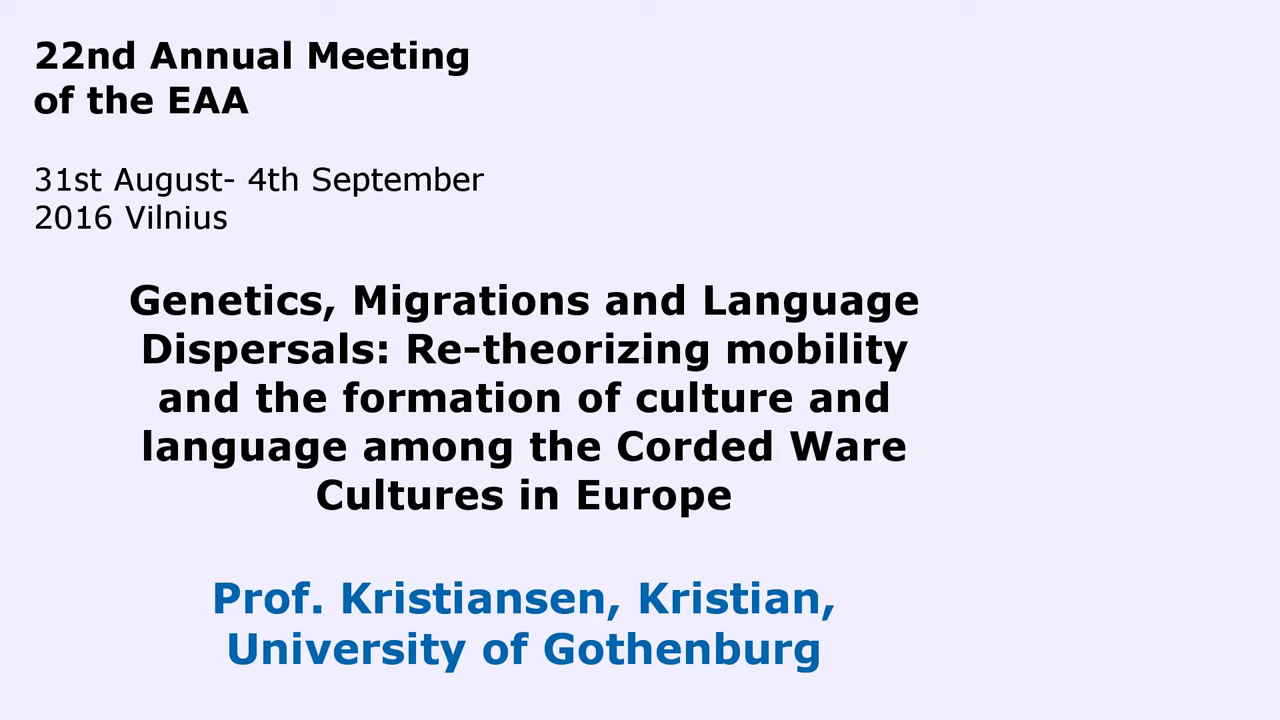 22nd Annual Meeting
of the EAA
31st August- 4th September
2016 Vilnius
Genetics, Migrations and Language
Dispersals: Re-theorizing mobility
and the formation of culture and
language among the Corded Ware
Cultures in Europe
Prof. Kristiansen, Kristian,
University of Gothenburg